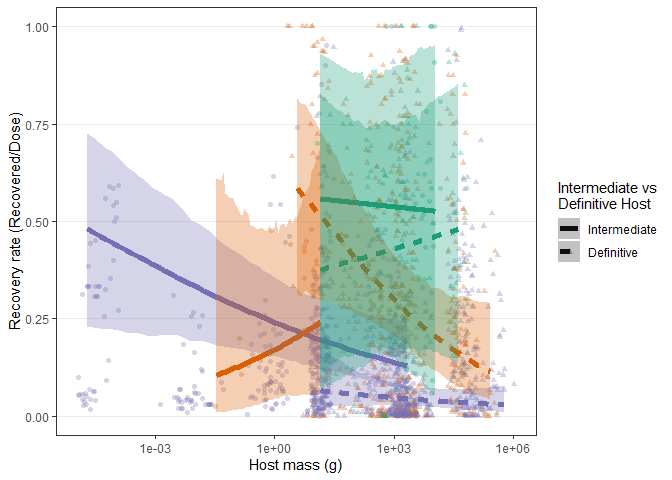 1.00
0.75
0.50
0.25
0.00
Recovery rate (Recovered/Dose)
1e-03
1e+00
1e+03
1e+06
Host mass (g)
Intermediate vs
Definitive Host
Intermediate
Definitive